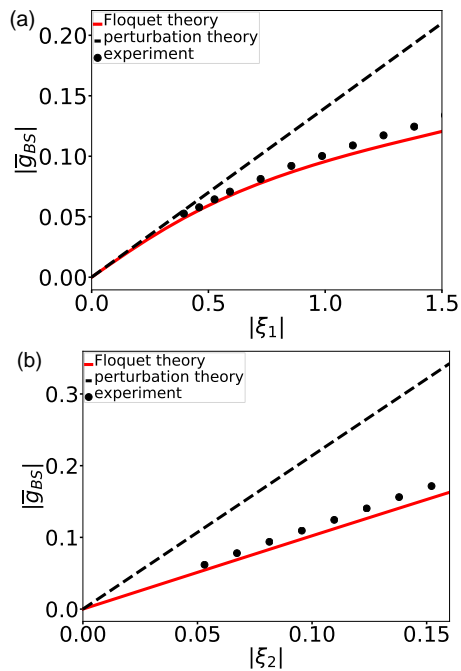 (a)
Floquet theory
perturbation theory
experiment
0.20
0.15
0.10
0.05
0.00
|g̅_BS|
0.0 0.5 1.0 1.5
|ξ₁|
(b)
Floquet theory
perturbation theory
experiment
0.3
0.2
0.1
0.0
|g̅_BS|
0.00 0.05 0.10 0.15
|ξ₂|